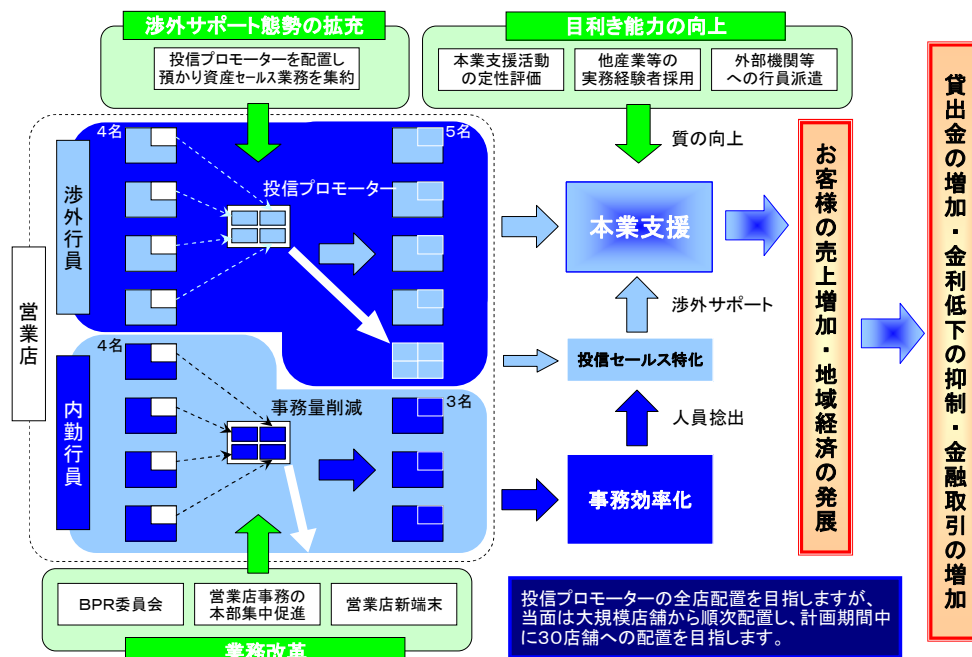 渉外サポート態勢の拡充
投信プロモーターを配置し
預かり資産セールス業務を集約
目利き能力の向上
本業支援活動
の定性評価
他産業等の
実務経験者採用
外部機関等
への行員派遣
営業店
渉外行員
4名
投信プロモーター
5名
質の向上
本業支援
渉外サポート
投信セールス特化
内勤行員
4名
事務量削減
3名
人員捻出
事務効率化
お客様の売上増加・地域経済の発展
貸出金の増加・金利低下の抑制・金融取引の増加
BPR委員会
営業店事務の
本部集中促進
営業店新端末
業務改革
投信プロモーターの全店配置を目指しますが、
当面は大規模店舗から順次配置し、計画期間中
に30店舗への配置を目指します。